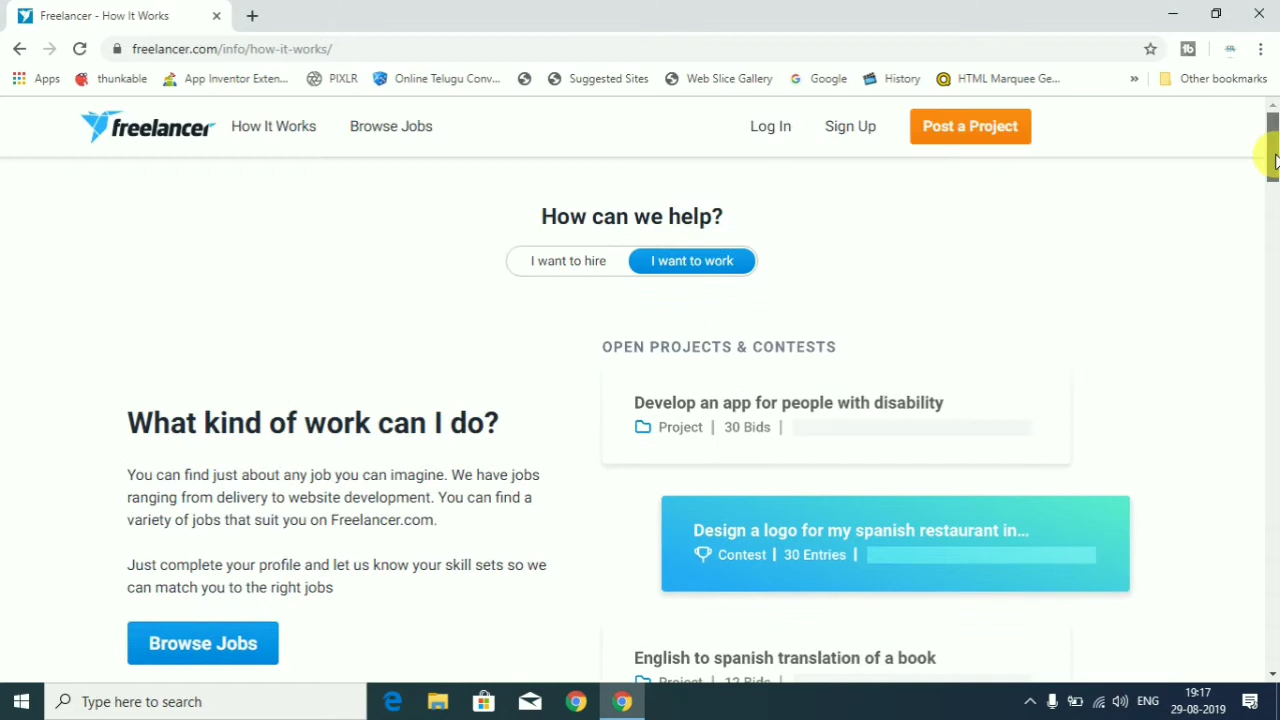 Freelancer - How It Works
freelancer.com/info/how-it-works/
Apps thunkable App Inventor Exten... PIXLR Online Telugu Conv... Suggested Sites Web Slice Gallery Google History HTML Marquee Ge... » Other bookmarks
freelancer How It Works Browse Jobs Log In Sign Up Post a Project
How can we help?
I want to hire I want to work
OPEN PROJECTS & CONTESTS
Develop an app for people with disability
Project | 30 Bids |
What kind of work can I do?
You can find just about any job you can imagine. We have jobs
ranging from delivery to website development. You can find a
variety of jobs that suit you on Freelancer.com.
Just complete your profile and let us know your skill sets so we
can match you to the right jobs
Browse Jobs
Design a logo for my spanish restaurant in...
Contest | 30 Entries |
English to spanish translation of a book
Project | 12 Bids |
Type here to search
ENG
19:17
29-08-2019